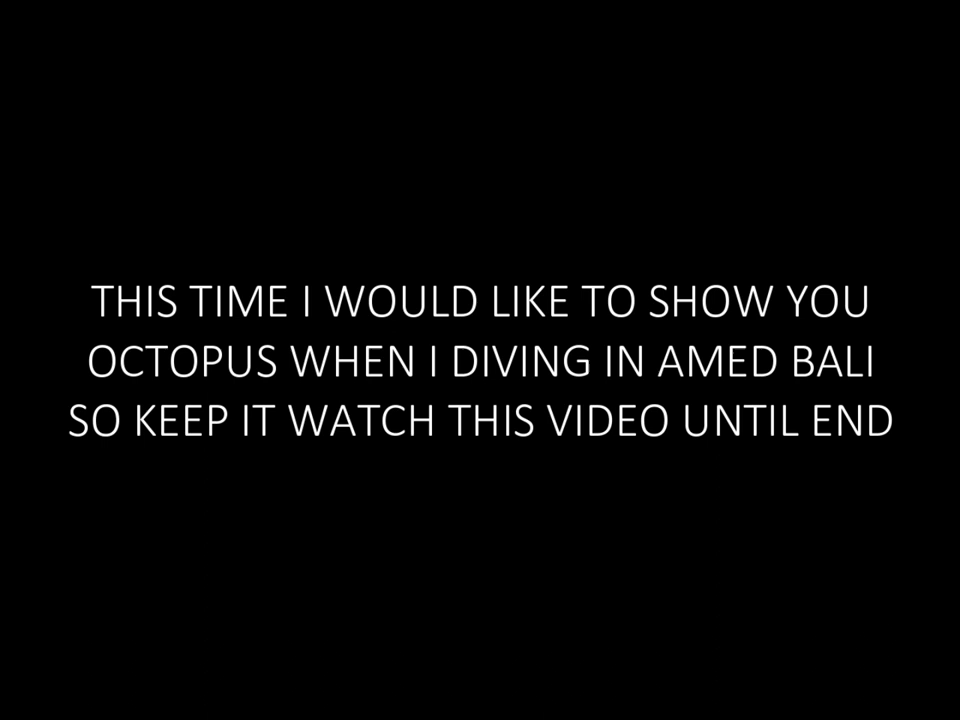 THIS TIME I WOULD LIKE TO SHOW YOU
OCTOPUS WHEN I DIVING IN AMED BALI
SO KEEP IT WATCH THIS VIDEO UNTIL END